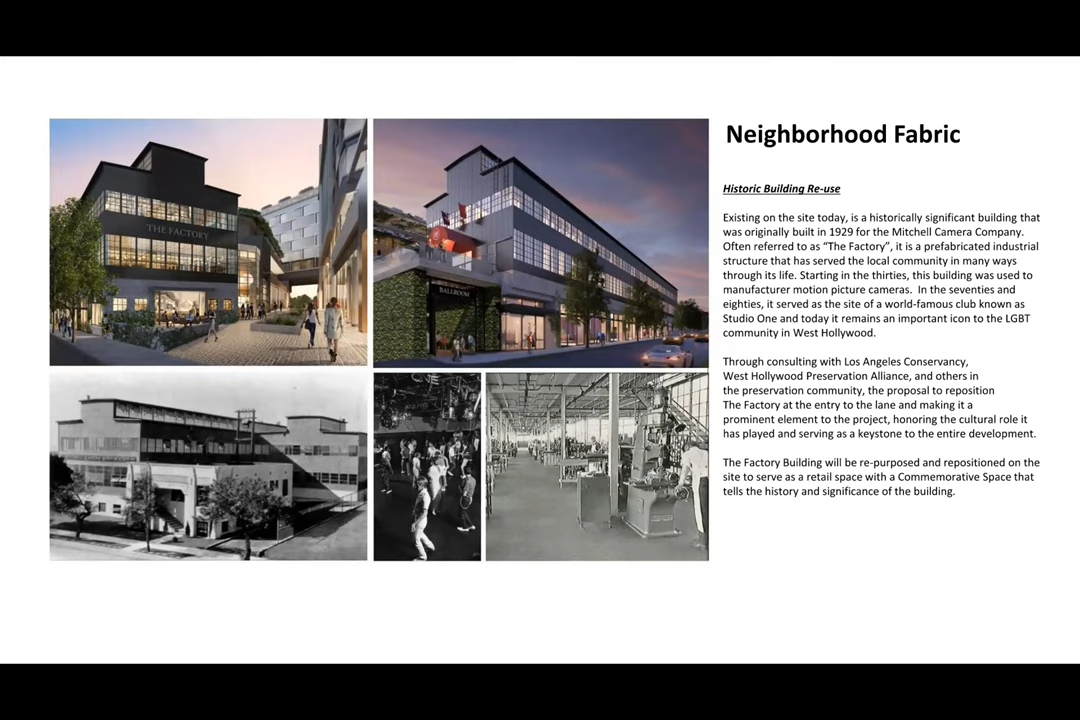 Neighborhood Fabric
Historic Building Re-use
Existing on the site today, is a historically significant building that
was originally built in 1929 for the Mitchell Camera Company.
Often referred to as “The Factory”, it is a prefabricated industrial
structure that has served the local community in many ways
through its life. Starting in the thirties, this building was used to
manufacturer motion picture cameras.  In the seventies and
eighties, it served as the site of a world-famous club known as
Studio One and today it remains an important icon to the LGBT
community in West Hollywood.
Through consulting with Los Angeles Conservancy,
West Hollywood Preservation Alliance, and others in
the preservation community, the proposal to reposition
The Factory at the entry to the lane and making it a
prominent element to the project, honoring the cultural role it
has played and serving as a keystone to the entire development.
The Factory Building will be re-purposed and repositioned on the
site to serve as a retail space with a Commemorative Space that
tells the history and significance of the building.
THE FACTORY
BALLROOM